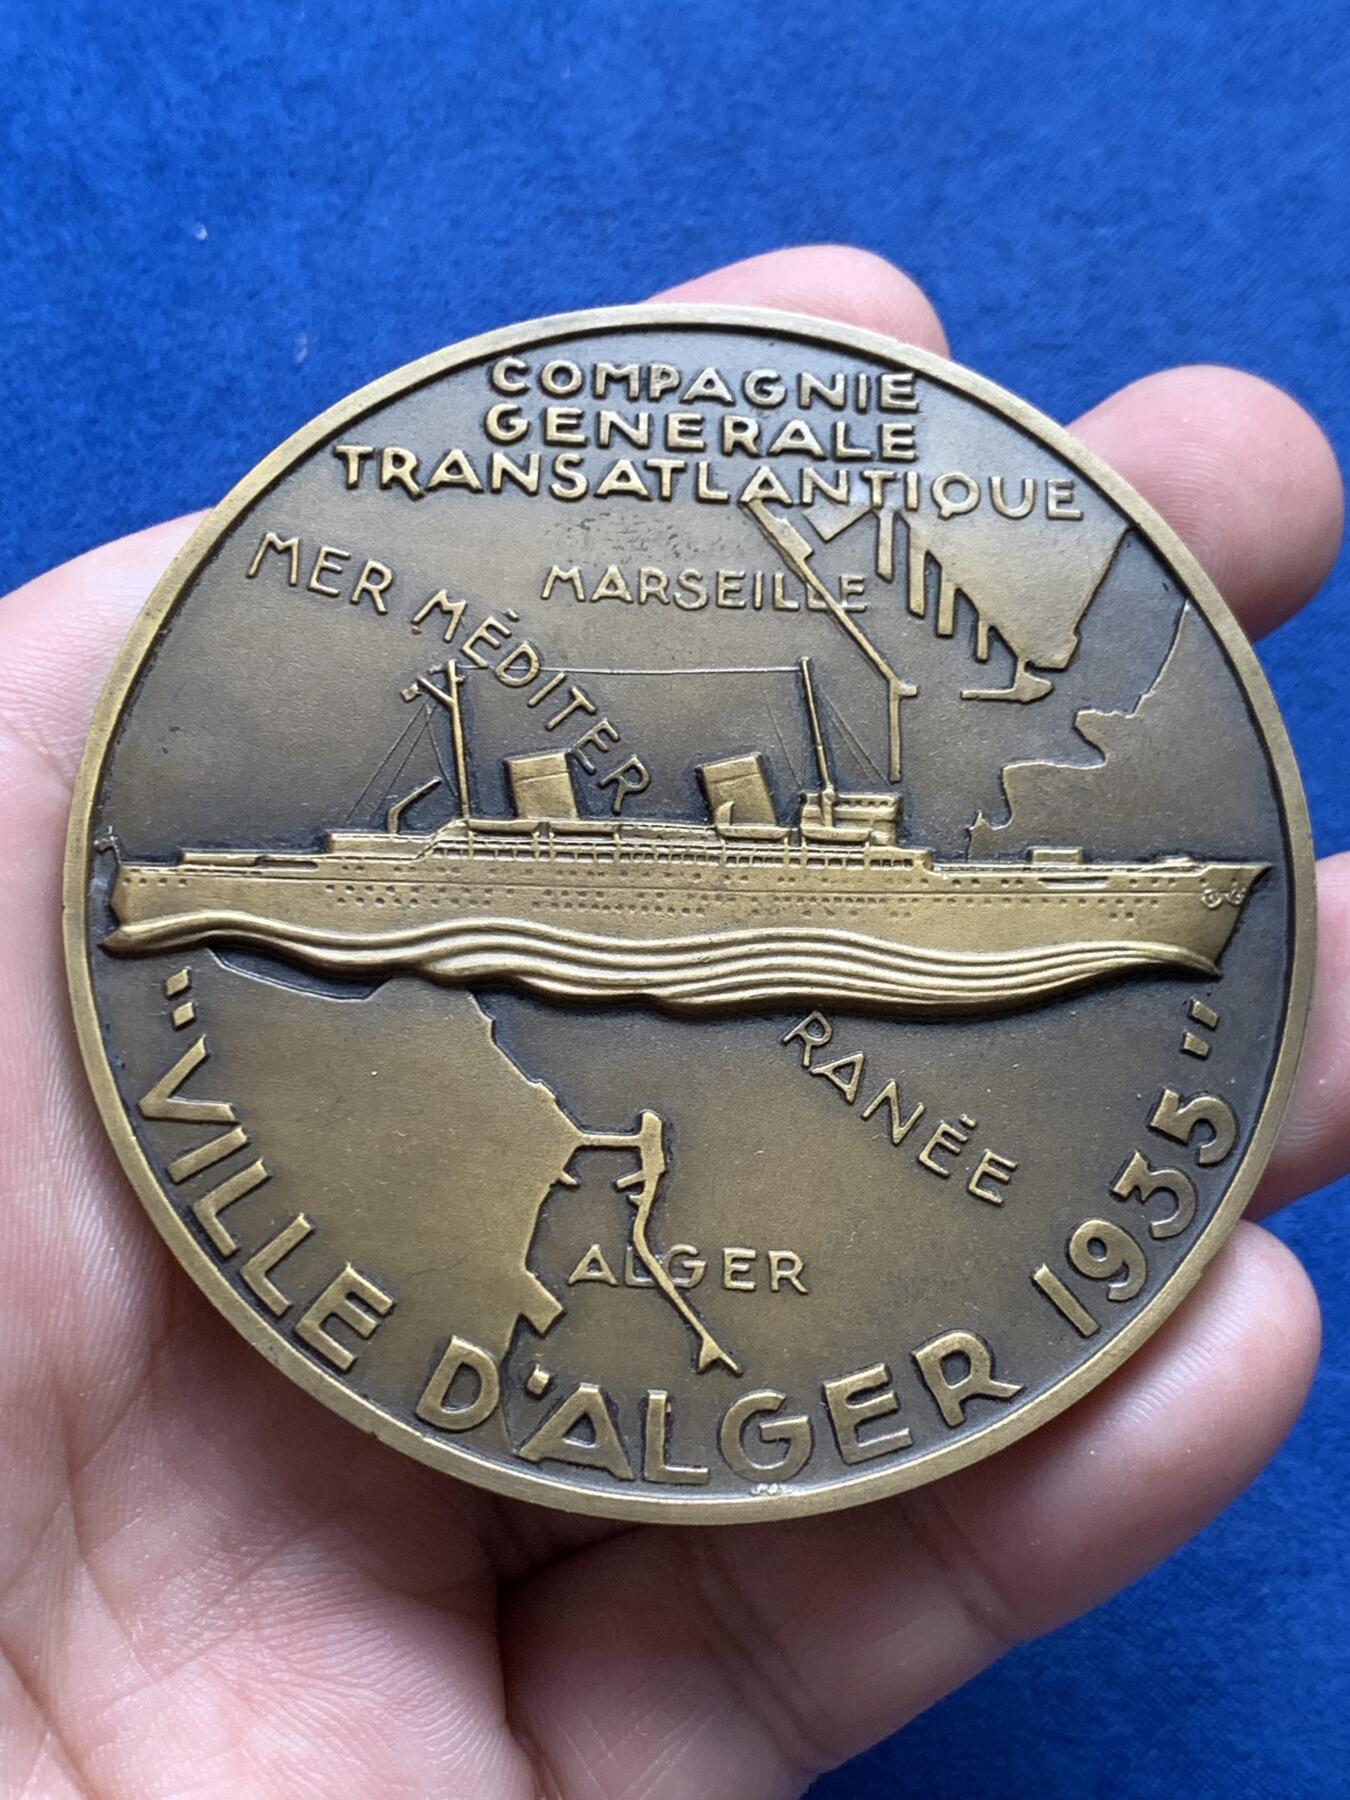 COMPAGNIE
GENERALE
TRANSATLANTIQUE
MARSEILLE
MER MÉDITER
RANÉE
ALGER
"VILLE D'ALGER 1935"